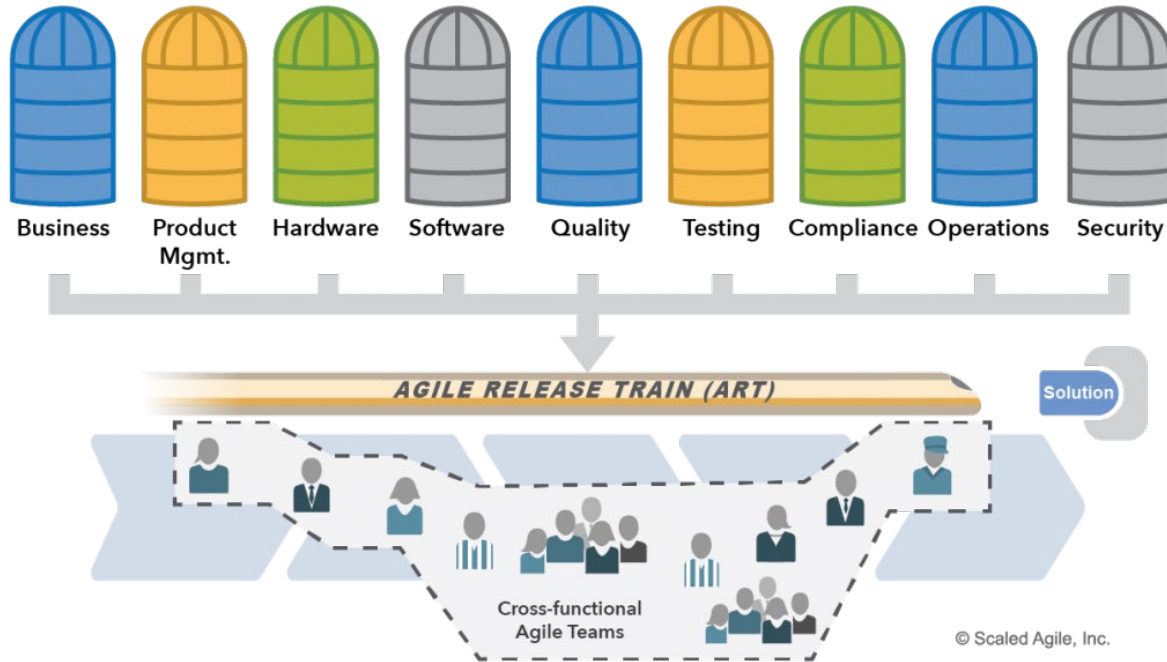 Business
Product
Mgmt.
Hardware
Software
Quality
Testing
Compliance
Operations
Security
AGILE RELEASE TRAIN (ART)
Solution
Cross-functional
Agile Teams
© Scaled Agile, Inc.